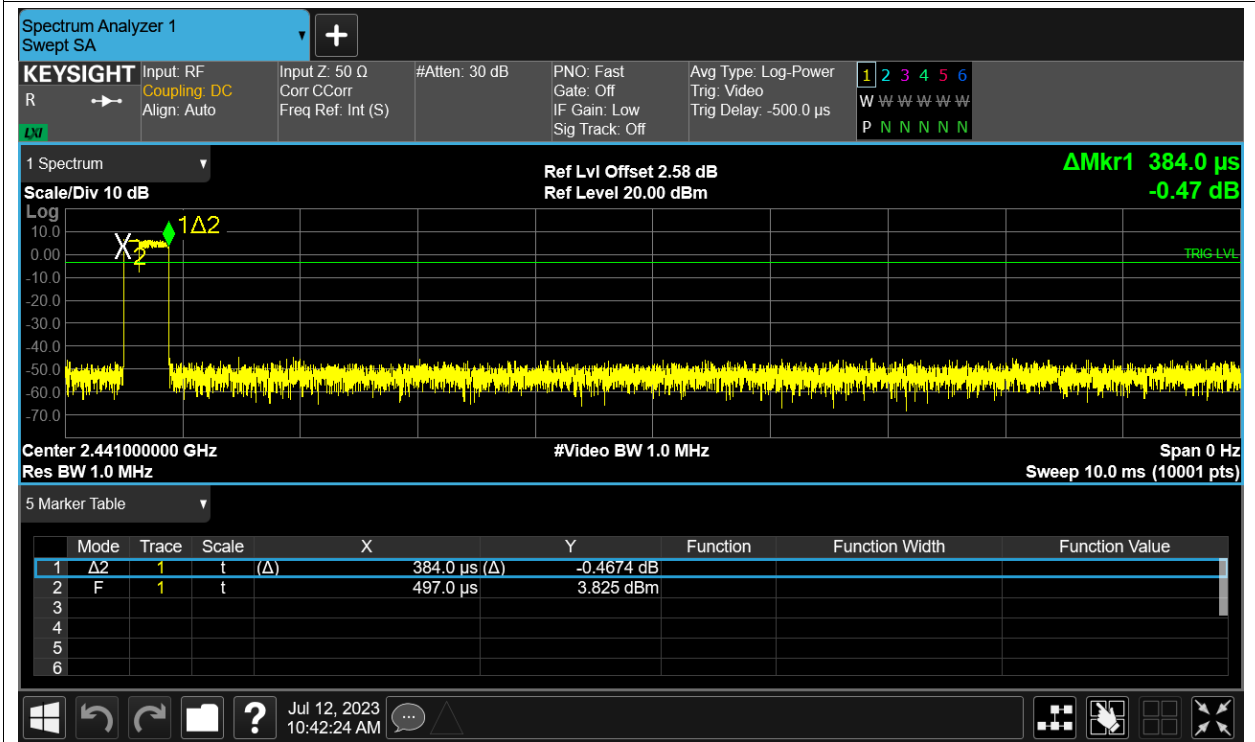 Spectrum Analyzer 1
Swept SA
KEYSIGHT Input: RF Input Z: 50 Ω #Atten: 30 dB PNO: Fast Avg Type: Log-Power 1 2 3 4 5 6
R Coupling: DC Corr CCorr Gate: Off Trig: Video W W W W W W
Align: Auto Freq Ref: Int (S) IF Gain: Low Trig Delay: -500.0 µs
LXI Sig Track: Off P N N N N N
1 Spectrum Ref Lvl Offset 2.58 dB ΔMkr1 384.0 µs
Scale/Div 10 dB Ref Level 20.00 dBm -0.47 dB
Log
10.0
X 2 1Δ2
0.00 TRIG LVL
-10.0
-20.0
-30.0
-40.0
-50.0
-60.0
-70.0
Center 2.441000000 GHz #Video BW 1.0 MHz Span 0 Hz
Res BW 1.0 MHz Sweep 10.0 ms (10001 pts)
5 Marker Table
Mode Trace Scale X Y Function Function Width Function Value
1 Δ2 1 t (Δ) 384.0 µs (Δ) -0.4674 dB
2 F 1 t 497.0 µs 3.825 dBm
3
4
5
6
? Jul 12, 2023
10:42:24 AM